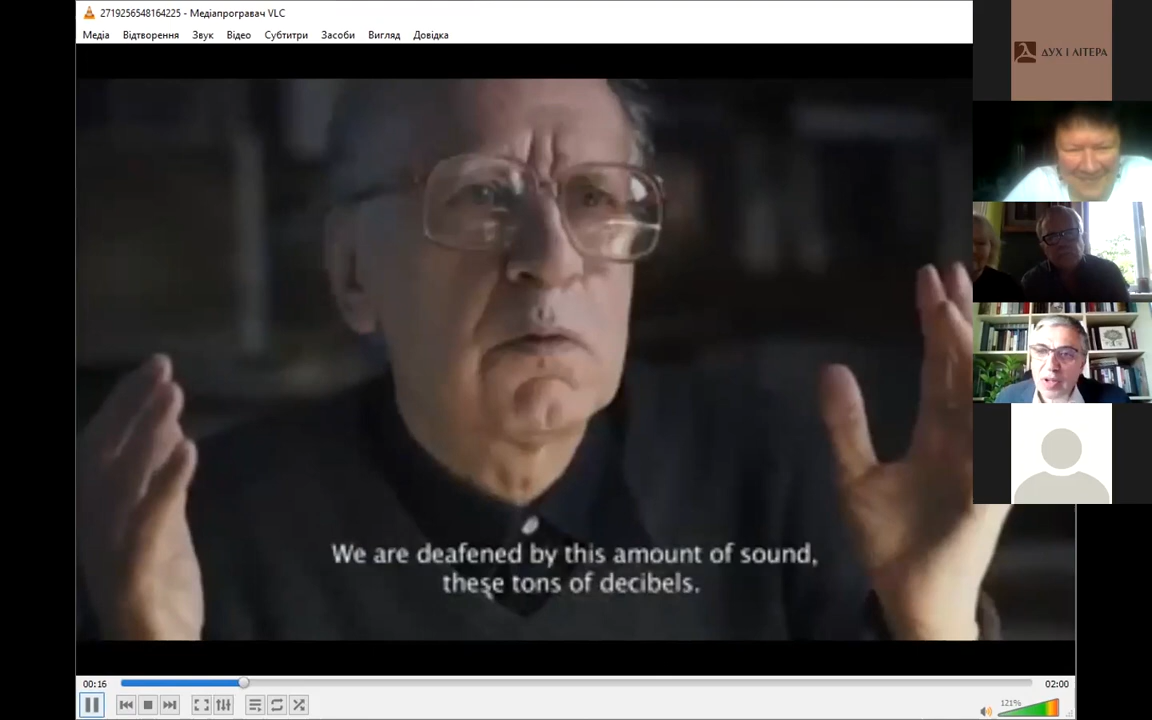 2719256548164225 - Медіапрогравач VLC
Медіа Відтворення Звук Відео Субтитри Засоби Вигляд Довідка
ДУХ І ЛІТЕРА
We are deafened by this amount of sound,
these tons of decibels.
00:16
02:00
121%